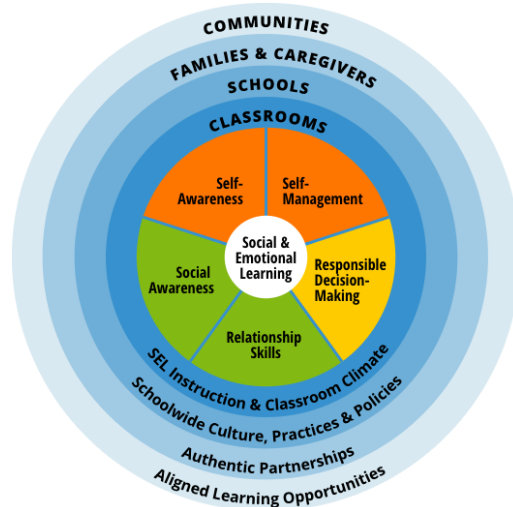 COMMUNITIES
FAMILIES & CAREGIVERS
SCHOOLS
CLASSROOMS
Self-
Awareness
Self-
Management
Social &
Emotional
Learning
Social
Awareness
Responsible
Decision-
Making
Relationship
Skills
SEL Instruction & Classroom Climate
Schoolwide Culture, Practices & Policies
Authentic Partnerships
Aligned Learning Opportunities